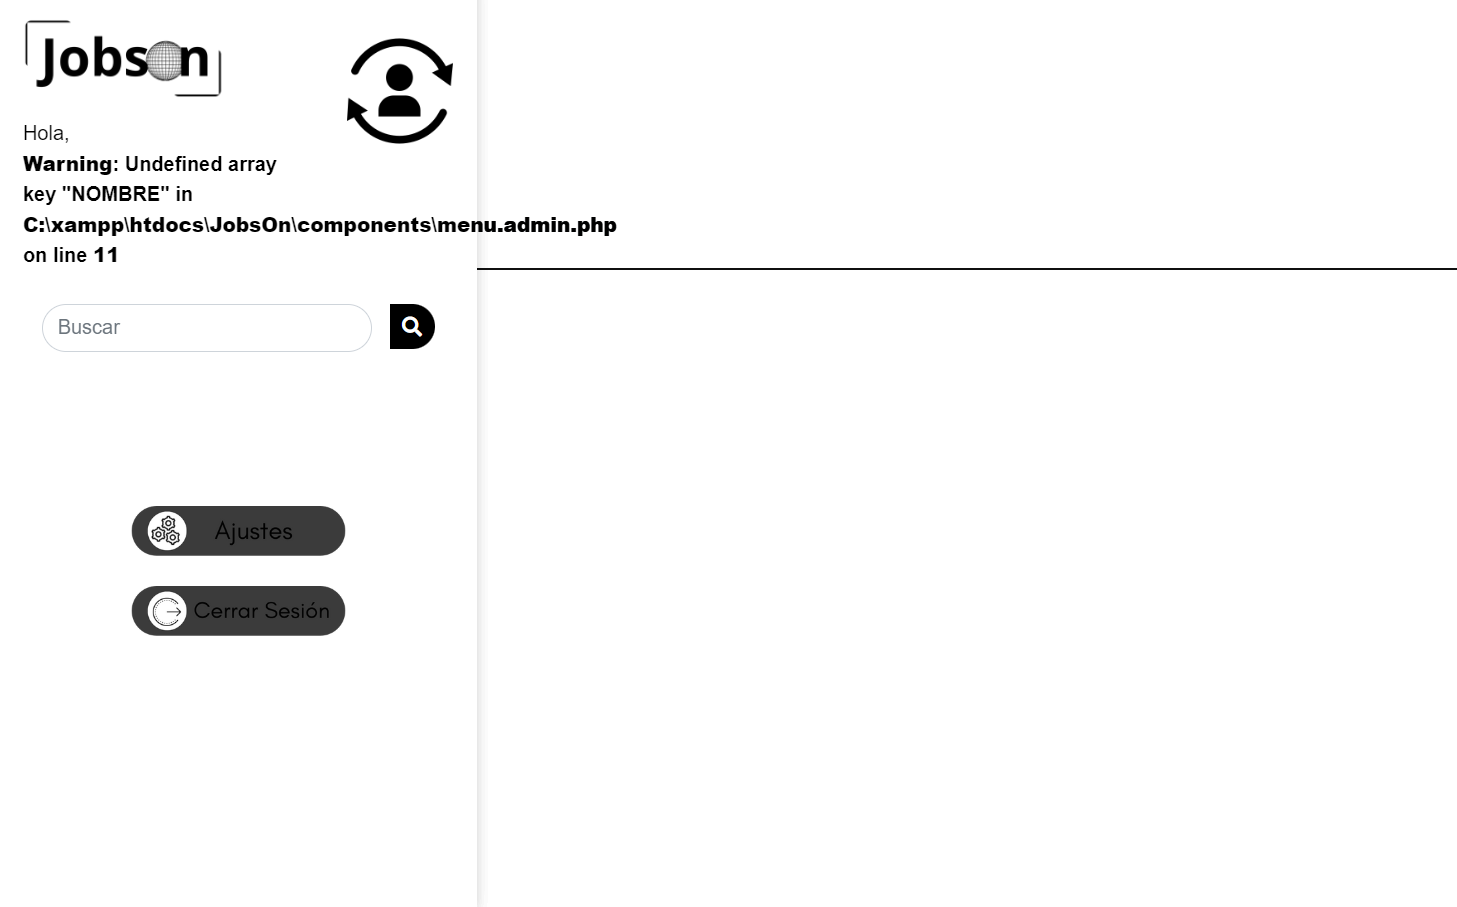 JobsOn
Hola,
Warning: Undefined array
key "NOMBRE" in
C:\xampp\htdocs\JobsOn\components\menu.admin.php
on line 11
Buscar
Ajustes
Cerrar Sesión